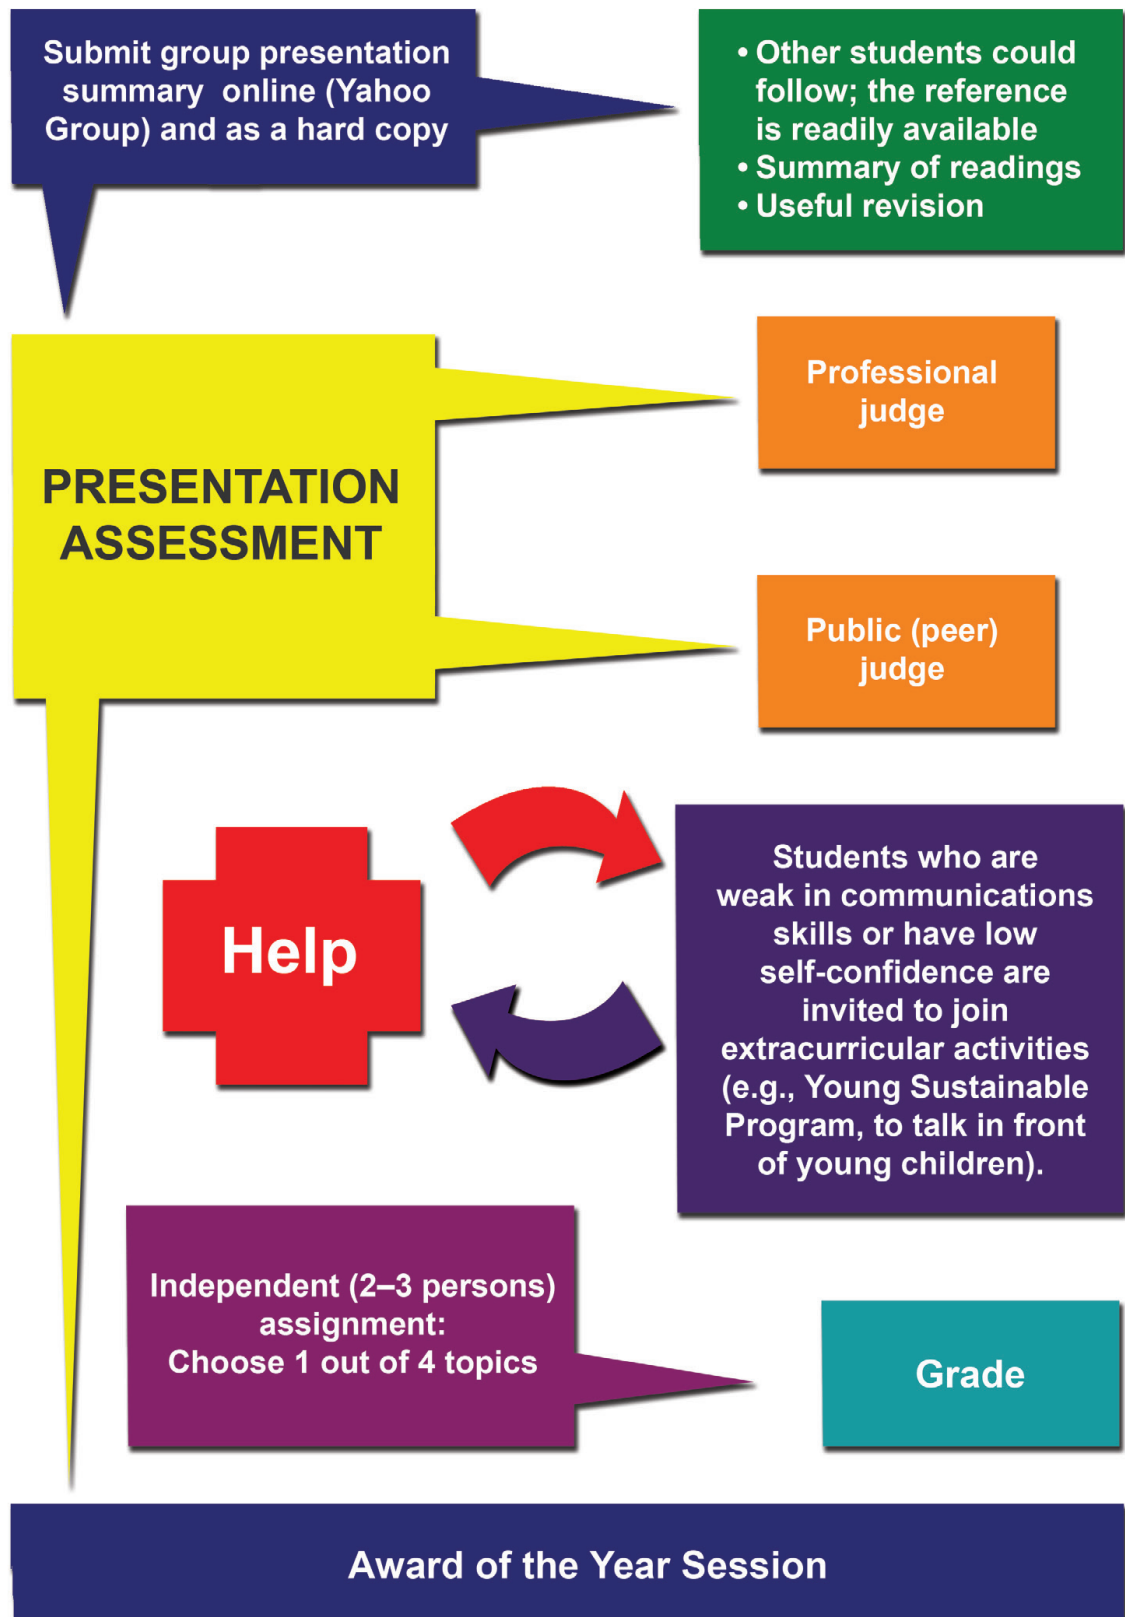 Submit group presentation
summary online (Yahoo
Group) and as a hard copy
• Other students could
follow; the reference
is readily available
• Summary of readings
• Useful revision
PRESENTATION
ASSESSMENT
Professional
judge
Public (peer)
judge
Help
Students who are
weak in communications
skills or have low
self-confidence are
invited to join
extracurricular activities
(e.g., Young Sustainable
Program, to talk in front
of young children).
Independent (2–3 persons)
assignment:
Choose 1 out of 4 topics
Grade
Award of the Year Session